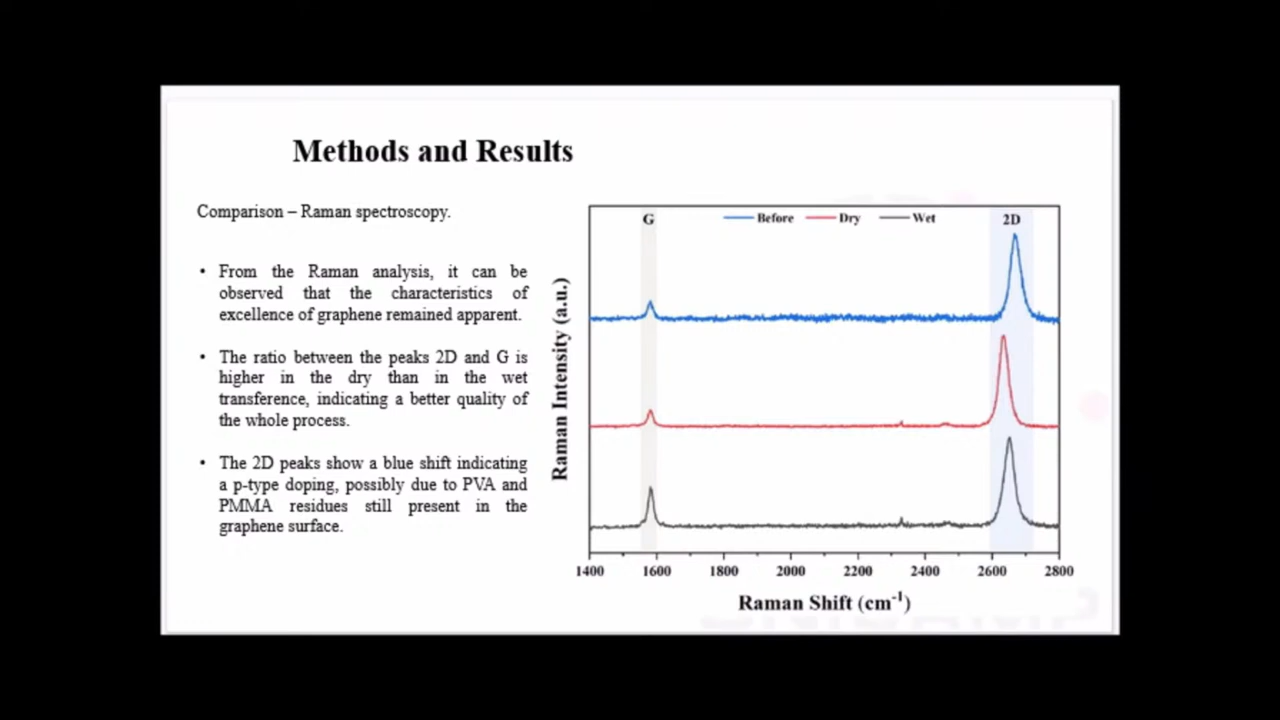 Methods and Results
Comparison – Raman spectroscopy.
• From the Raman analysis, it can be
observed that the characteristics of
excellence of graphene remained apparent.
• The ratio between the peaks 2D and G is
higher in the dry than in the wet
transference, indicating a better quality of
the whole process.
• The 2D peaks show a blue shift indicating
a p-type doping, possibly due to PVA and
PMMA residues still present in the
graphene surface.
G Before Dry Wet 2D
Raman Intensity (a.u.)
1400 1600 1800 2000 2200 2400 2600 2800
Raman Shift (cm⁻¹)